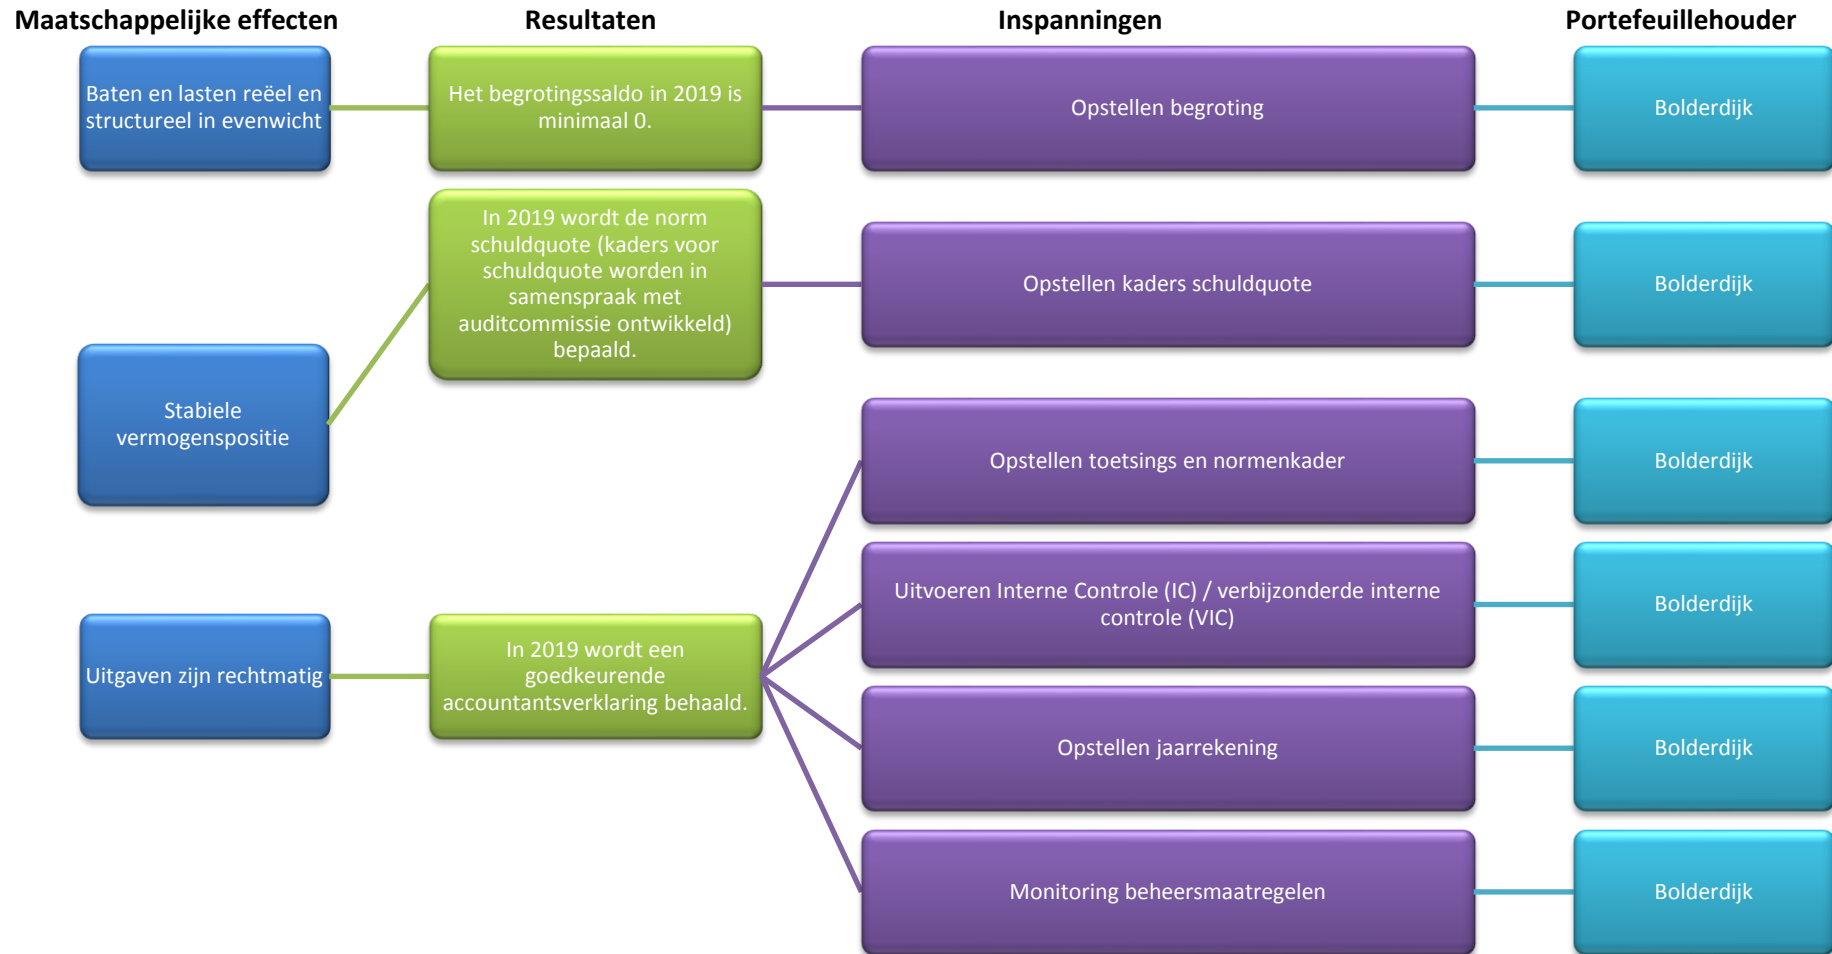 Maatschappelijke effecten
Resultaten
Inspanningen
Portefeuillehouder
Baten en lasten reëel en
structureel in evenwicht
Het begrotingssaldo in 2019 is
minimaal 0.
Opstellen begroting
Bolderdijk
Stabiele
vermogenspositie
In 2019 wordt de norm
schuldquote (kaders voor
schuldquote worden in
samenspraak met
auditcommissie ontwikkeld)
bepaald.
Opstellen kaders schuldquote
Bolderdijk
Uitgaven zijn rechtmatig
In 2019 wordt een
goedkeurende
accountantsverklaring behaald.
Opstellen toetsings en normenkader
Bolderdijk
Uitvoeren Interne Controle (IC) / verbijzonderde interne
controle (VIC)
Bolderdijk
Opstellen jaarrekening
Bolderdijk
Monitoring beheersmaatregelen
Bolderdijk